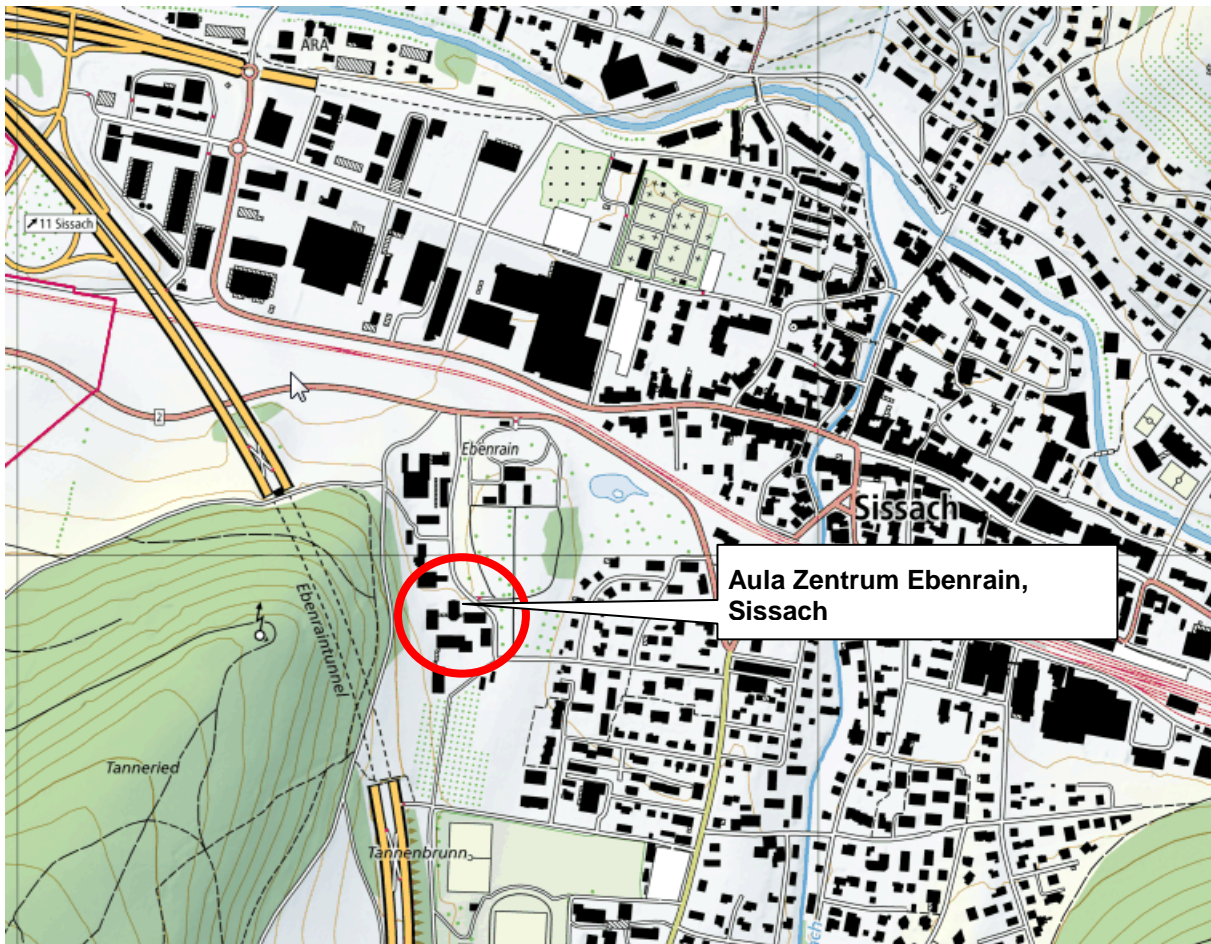 ARA
11 Sissach
2
Ebenrain
Sissach
Aula Zentrum Ebenrain,
Sissach
Ebenraintunnel
Tanneried
Tannenbrunn